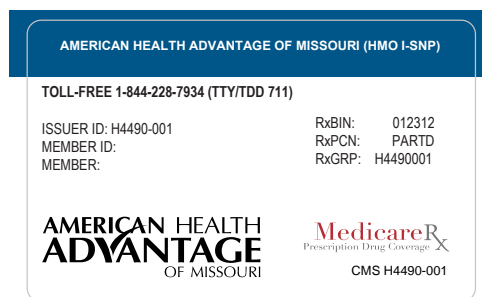 AMERICAN HEALTH ADVANTAGE OF MISSOURI (HMO I-SNP)
TOLL-FREE 1-844-228-7934 (TTY/TDD 711)
ISSUER ID: H4490-001
MEMBER ID:
MEMBER:
RxBIN: 012312
RxPCN: PARTD
RxGRP: H4490001
AMERICAN HEALTH
ADVANTAGE
OF MISSOURI
MedicareRx
Prescription Drug Coverage
CMS H4490-001